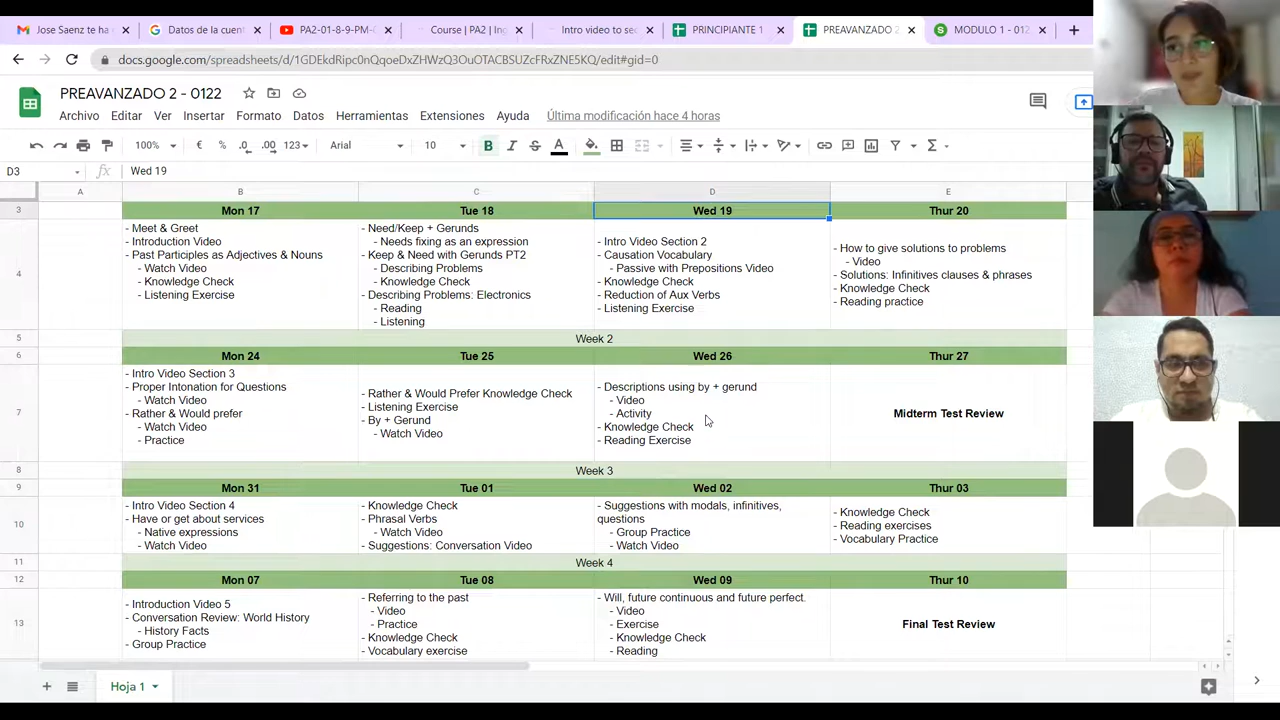 Jose Saenz te ha
Datos de la cuent
PA2-01-8-9-PM-
Course | PA2 | Ing
Intro video to sec
PRINCIPIANTE 1
PREAVANZADO 2
MODULO 1 - 012
docs.google.com/spreadsheets/d/1GDEkdRipc0nQqoeDxZHWzQ3OuOTACBSUZcFRxZNE5KQ/edit#gid=0
PREAVANZADO 2 - 0122
Archivo Editar Ver Insertar Formato Datos Herramientas Extensiones Ayuda Última modificación hace 4 horas
100% € % .0 .00 123 Arial 10 B I S A
D3 fx Wed 19
A B C D E
3 Mon 17 Tue 18 Wed 19 Thur 20
4
- Meet & Greet
- Introduction Video
- Past Participles as Adjectives & Nouns
- Watch Video
- Knowledge Check
- Listening Exercise
- Need/Keep + Gerunds
- Needs fixing as an expression
- Keep & Need with Gerunds PT2
- Describing Problems
- Knowledge Check
- Describing Problems: Electronics
- Reading
- Listening
- Intro Video Section 2
- Causation Vocabulary
- Passive with Prepositions Video
- Knowledge Check
- Reduction of Aux Verbs
- Listening Exercise
- How to give solutions to problems
- Video
- Solutions: Infinitives clauses & phrases
- Knowledge Check
- Reading practice
5 Week 2
6 Mon 24 Tue 25 Wed 26 Thur 27
7
- Intro Video Section 3
- Proper Intonation for Questions
- Watch Video
- Rather & Would prefer
- Watch Video
- Practice
- Rather & Would Prefer Knowledge Check
- Listening Exercise
- By + Gerund
- Watch Video
- Descriptions using by + gerund
- Video
- Activity
- Knowledge Check
- Reading Exercise
Midterm Test Review
8 Week 3
9 Mon 31 Tue 01 Wed 02 Thur 03
10
- Intro Video Section 4
- Have or get about services
- Native expressions
- Watch Video
- Knowledge Check
- Phrasal Verbs
- Watch Video
- Suggestions: Conversation Video
- Suggestions with modals, infinitives,
questions
- Group Practice
- Watch Video
- Knowledge Check
- Reading exercises
- Vocabulary Practice
11 Week 4
12 Mon 07 Tue 08 Wed 09 Thur 10
13
- Introduction Video 5
- Conversation Review: World History
- History Facts
- Group Practice
- Referring to the past
- Video
- Practice
- Knowledge Check
- Vocabulary exercise
- Will, future continuous and future perfect.
- Video
- Exercise
- Knowledge Check
- Reading
Final Test Review
Hoja 1